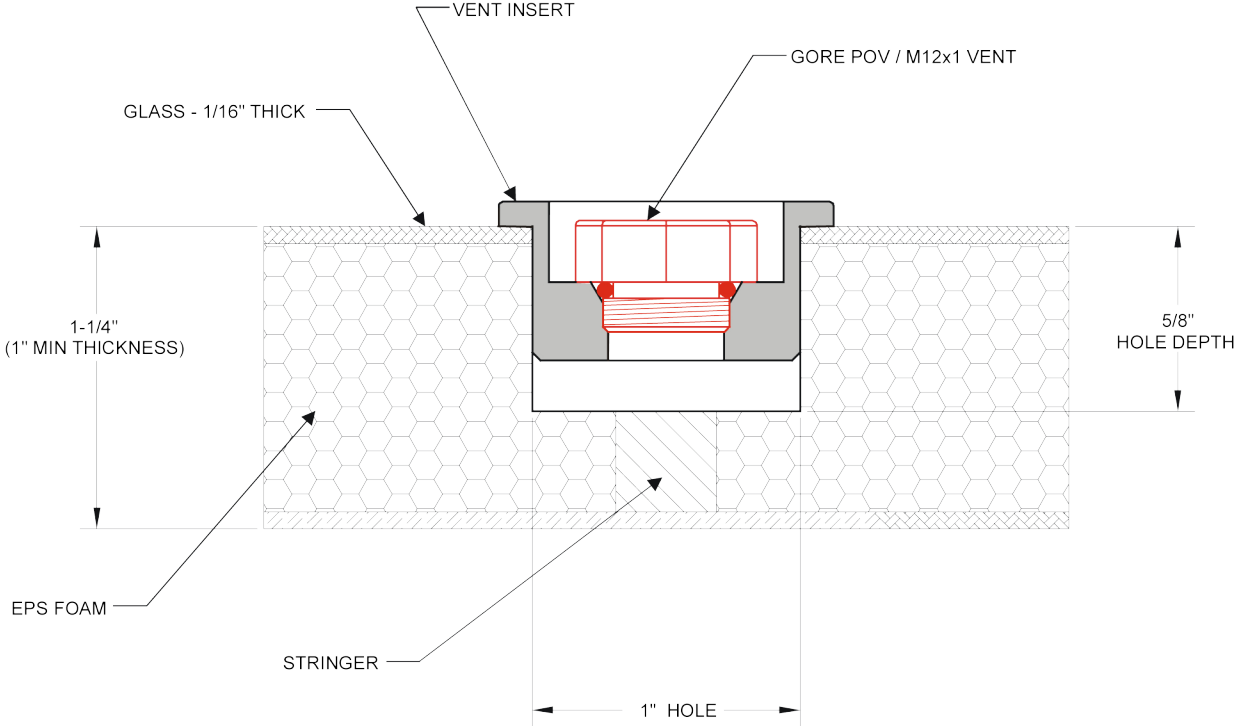 VENT INSERT
GORE POV / M12x1 VENT
GLASS - 1/16" THICK
1-1/4"
(1" MIN THICKNESS)
5/8"
HOLE DEPTH
EPS FOAM
STRINGER
1" HOLE